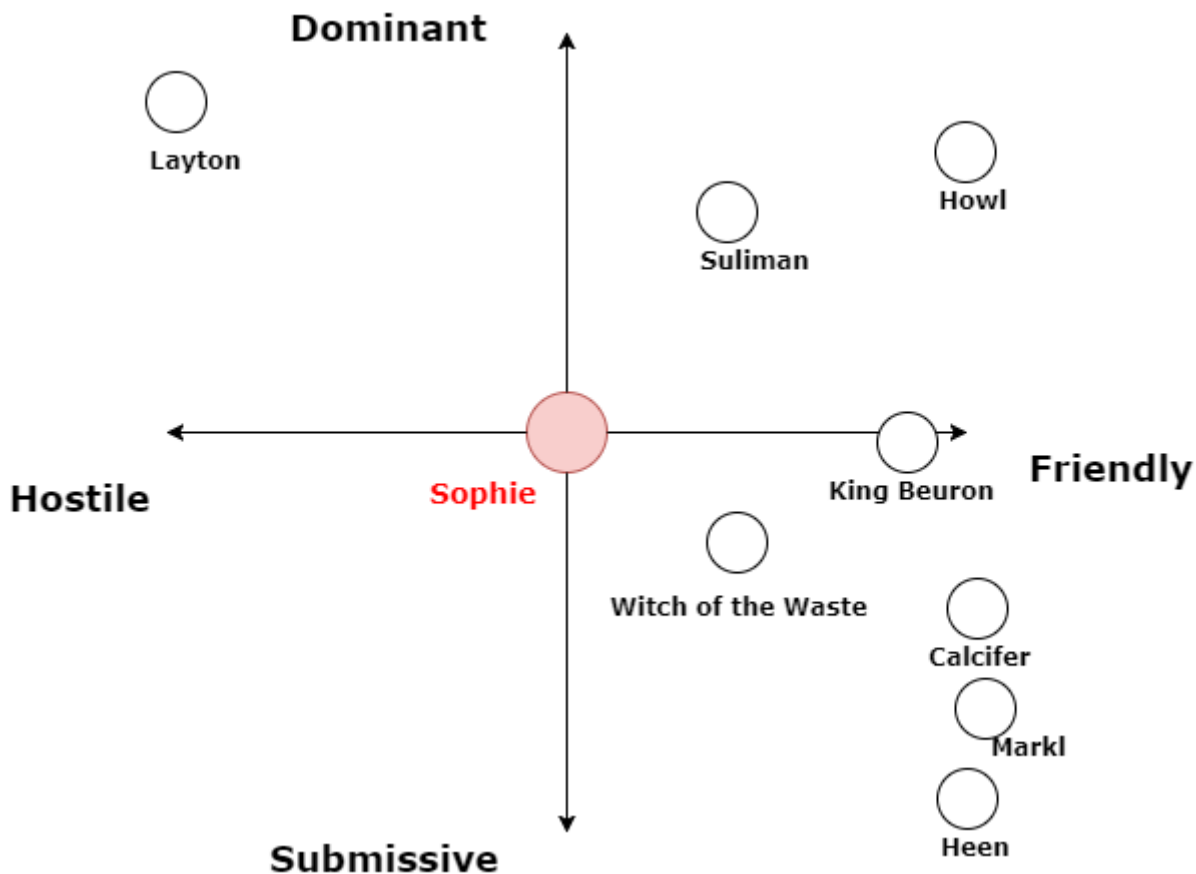 Dominant
Layton
Howl
Suliman
Friendly
Hostile
Sophie
King Beuron
Witch of the Waste
Calcifer
Markl
Heen
Submissive